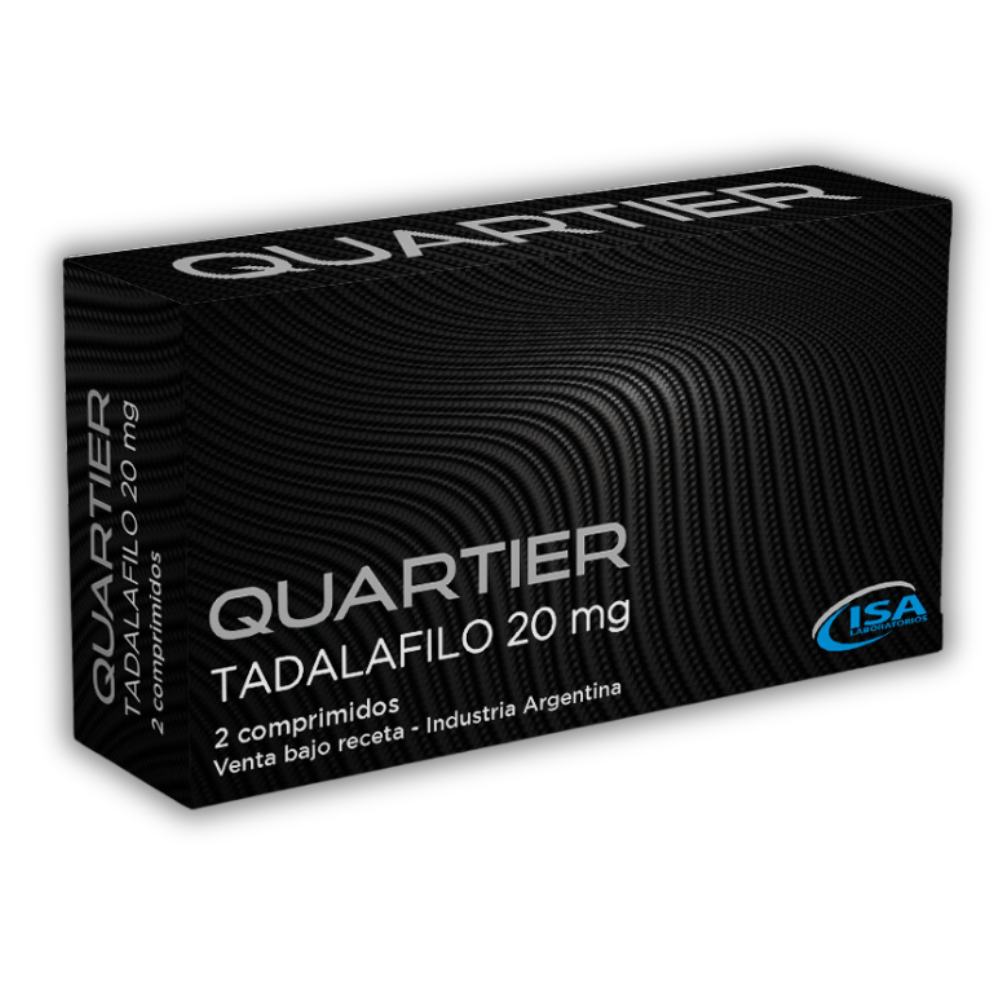 QUARTIER
QUARTIER
TADALAFILO 20 mg
2 comprimidos
QUARTIER
TADALAFILO 20 mg
2 comprimidos
Venta bajo receta - Industria Argentina
ISA
LABORATORIOS